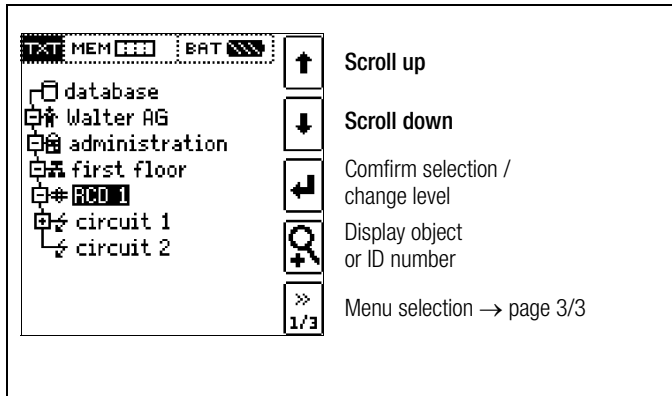 TXT MEM BAT
database
Walter AG
administration
first floor
RCD 1
circuit 1
circuit 2
>>
1/3
Scroll up
Scroll down
Comfirm selection /
change level
Display object
or ID number
Menu selection → page 3/3